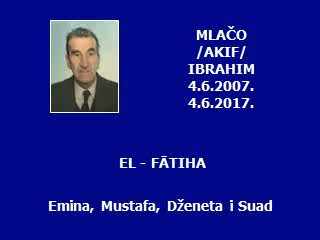 MLAČO
/AKIF/
IBRAHIM
4.6.2007.
4.6.2017.
EL - FĀTIHA
Emina, Mustafa, Dženeta i Suad